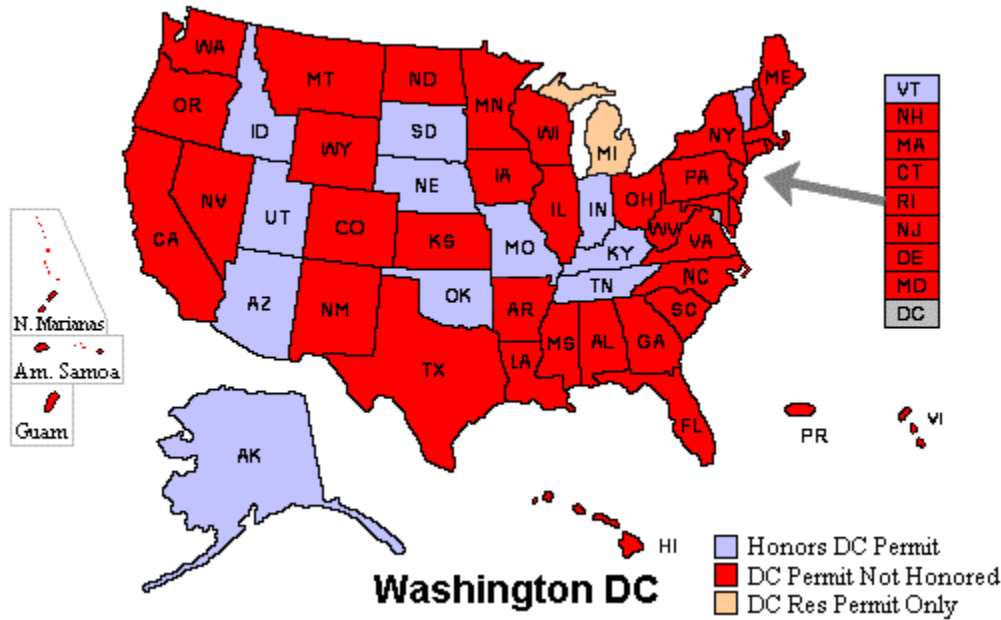 WA
MT
ND
MN
ME
VT
OR
ID
SD
WI
NY
NH
WY
MI
MA
IA
PA
CT
NE
OH
NV
UT
IL
IN
RI
CO
WV
NJ
CA
KS
MO
KY
VA
DE
TN
NC
MD
AZ
OK
NM
AR
SC
DC
N. Marianas
MS
AL
GA
LA
Am. Samoa
TX
FL
Guam
PR
VI
AK
HI
Honors DC Permit
DC Permit Not Honored
Washington DC
DC Res Permit Only